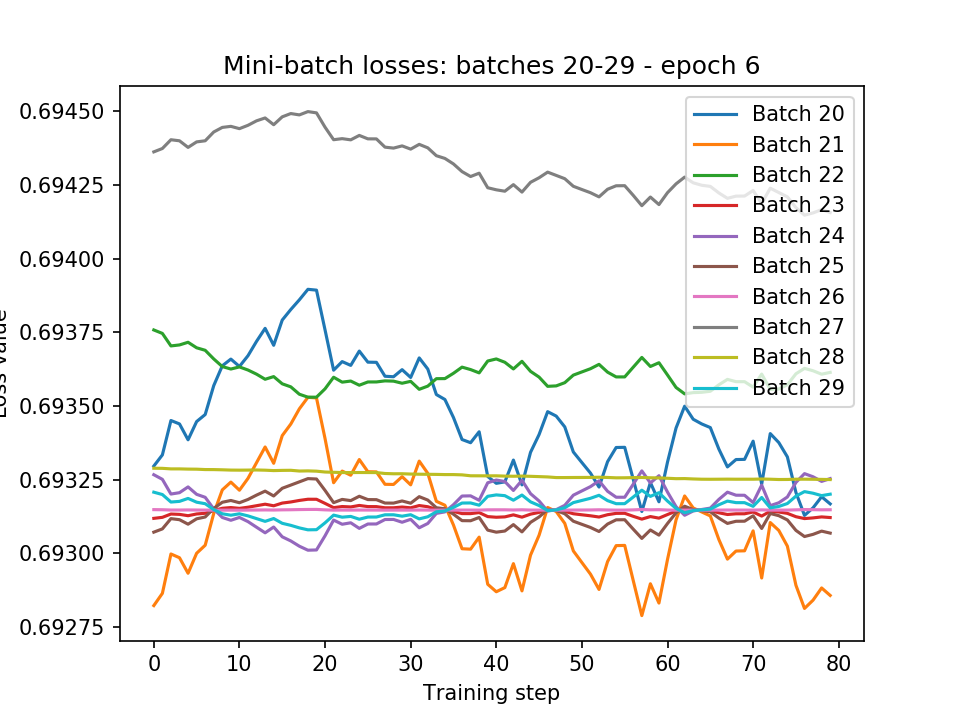 Mini-batch losses: batches 20-29 - epoch 6
0.69450
0.69425
0.69400
0.69375
0.69350
0.69325
0.69300
0.69275
Loss value
Batch 20
Batch 21
Batch 22
Batch 23
Batch 24
Batch 25
Batch 26
Batch 27
Batch 28
Batch 29
0 10 20 30 40 50 60 70 80
Training step